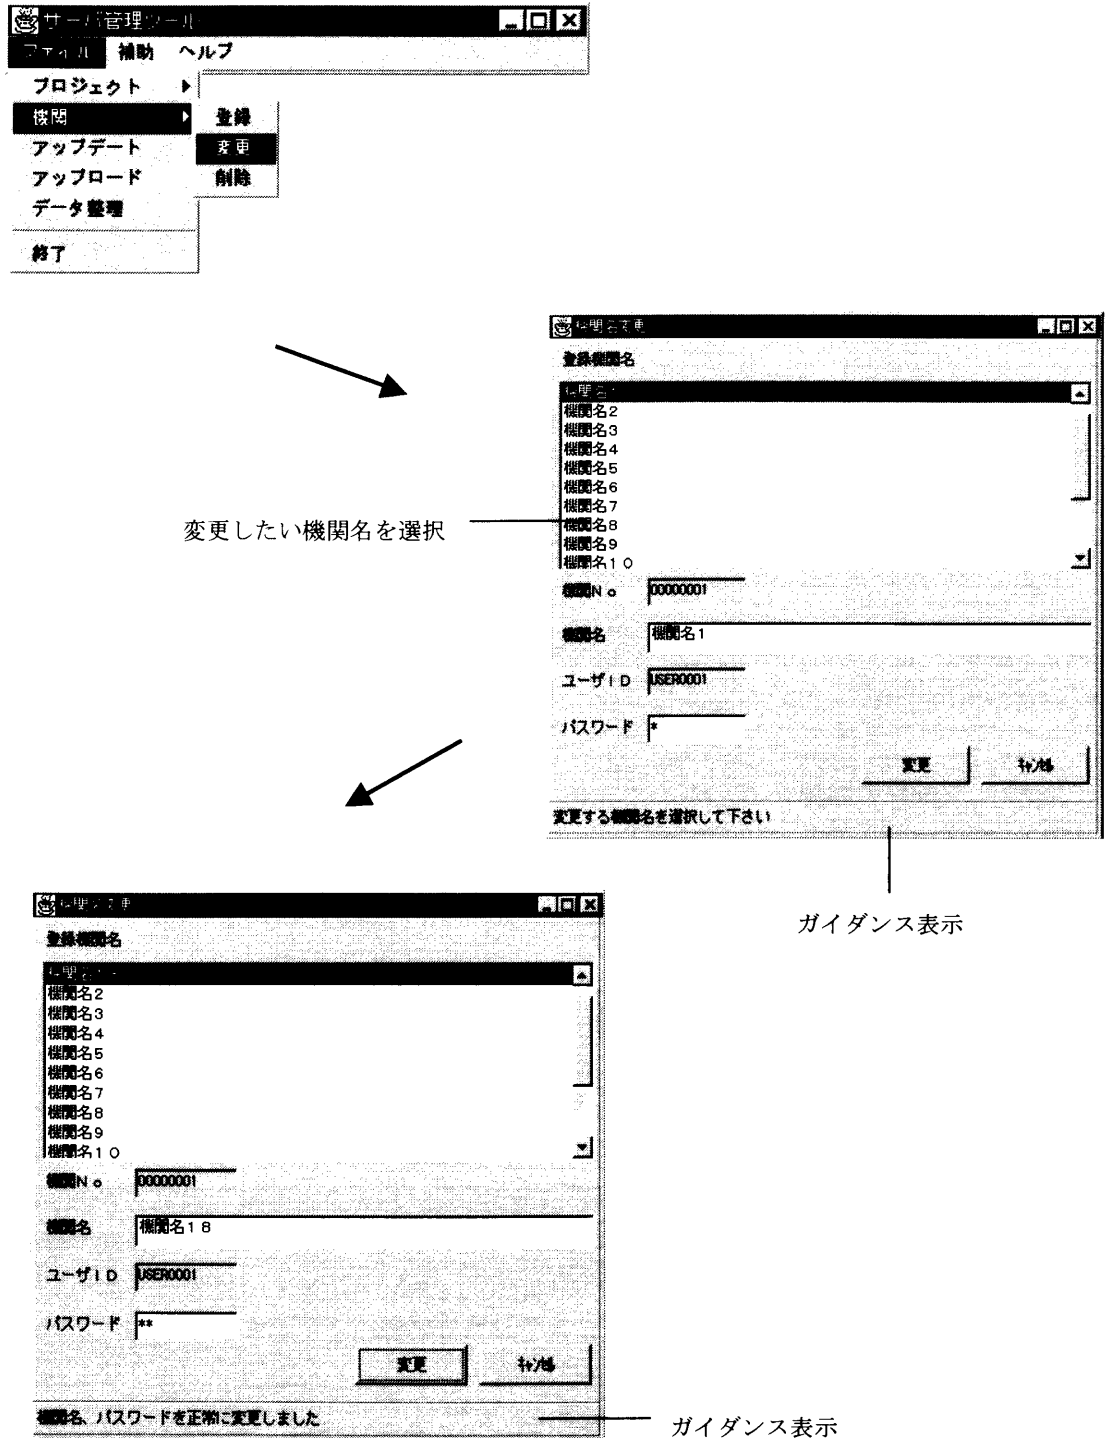 サーバ管理ツール
ファイル 補助 ヘルプ
プロジェクト
機関
登録
アップデート
変更
アップロード
削除
データ整理
終了
機関名変更
登録機関名
機関名1
機関名2
機関名3
機関名4
機関名5
機関名6
機関名7
変更したい機関名を選択
機関名8
機関名9
機関名10
機関No 00000001
機関名 機関名1
ユーザID USER0001
パスワード *
変更 ｷｬﾝｾﾙ
変更する機関名を選択して下さい
ガイダンス表示
機関名変更
登録機関名
機関名2
機関名3
機関名4
機関名5
機関名6
機関名7
機関名8
機関名9
機関名10
機関No 00000001
機関名 機関名18
ユーザID USER0001
パスワード **
変更 ｷｬﾝｾﾙ
機関名、パスワードを正常に変更しました
ガイダンス表示